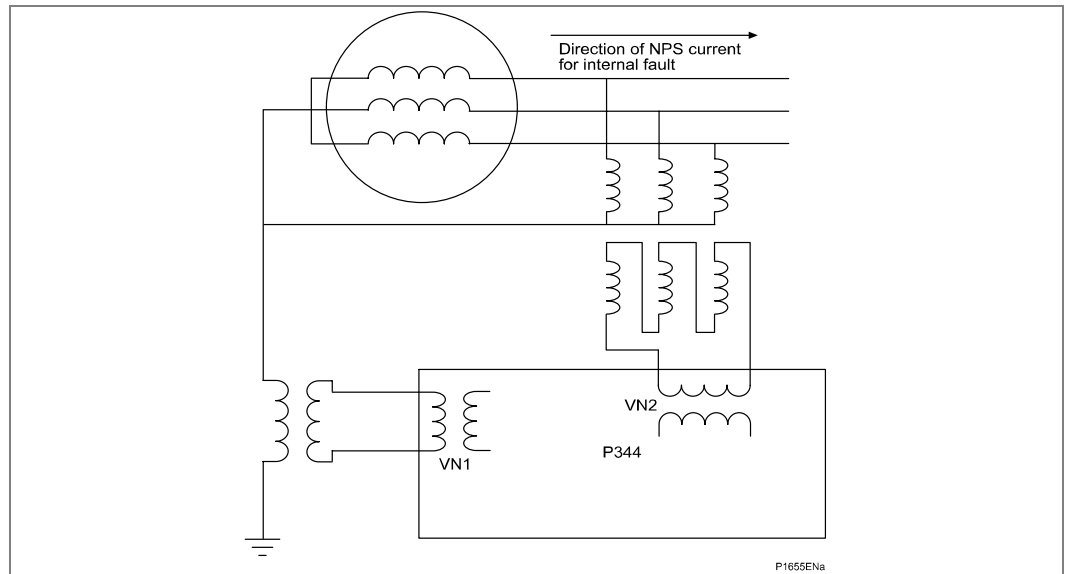 Direction of NPS current
for internal fault
VN2
P344
VN1
P1655ENa